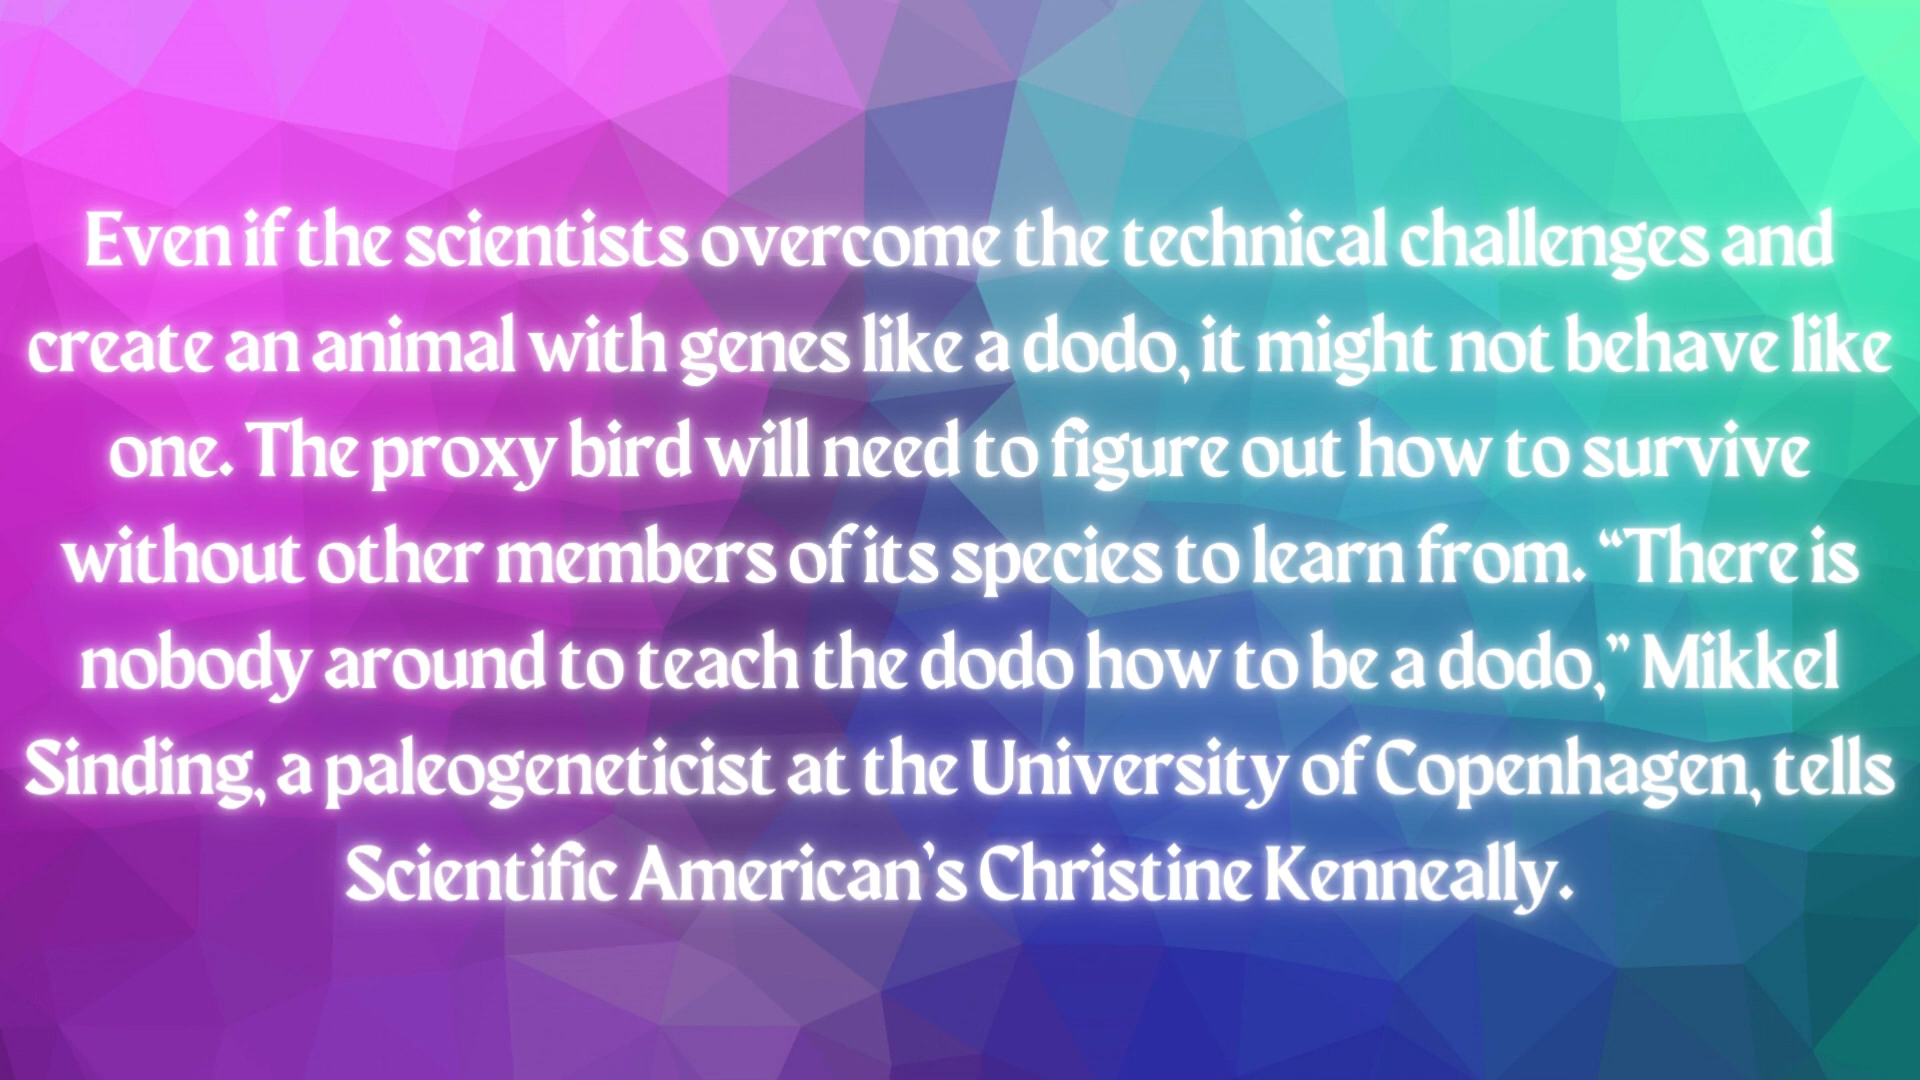 Even if the scientists overcome the technical challenges and
create an animal with genes like a dodo, it might not behave like
one. The proxy bird will need to figure out how to survive
without other members of its species to learn from. “There is
nobody around to teach the dodo how to be a dodo,” Mikkel
Sinding, a paleogeneticist at the University of Copenhagen, tells
Scientific American’s Christine Kenneally.